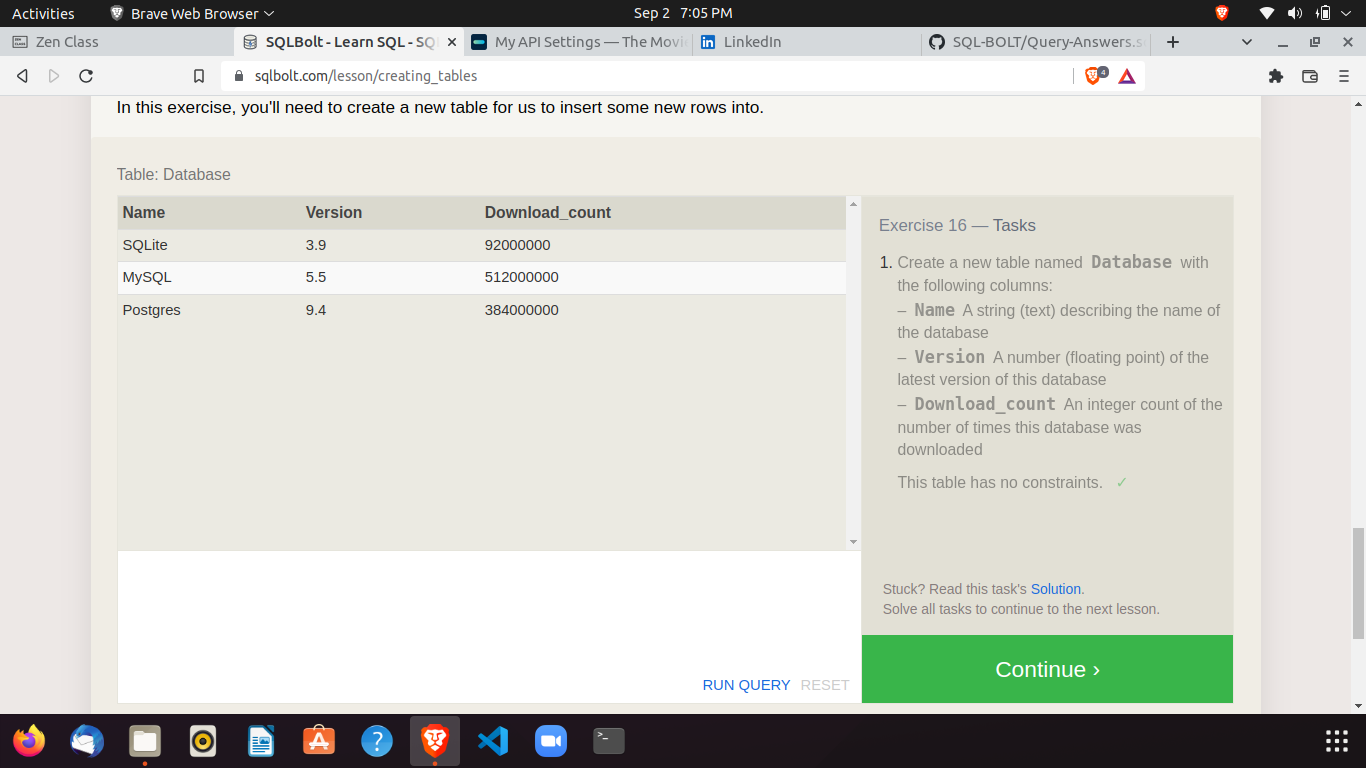 Activities
Brave Web Browser
Sep 2 7:05 PM
Zen Class
SQLBolt - Learn SQL - SQ
My API Settings — The Movi
LinkedIn
SQL-BOLT/Query-Answers.s
sqlbolt.com/lesson/creating_tables
4
In this exercise, you'll need to create a new table for us to insert some new rows into.
Table: Database
Name Version Download_count
SQLite 3.9 92000000
MySQL 5.5 512000000
Postgres 9.4 384000000
RUN QUERY RESET
Exercise 16 — Tasks
1. Create a new table named Database with
the following columns:
– Name A string (text) describing the name of
the database
– Version A number (floating point) of the
latest version of this database
– Download_count An integer count of the
number of times this database was
downloaded
This table has no constraints. ✓
Stuck? Read this task's Solution.
Solve all tasks to continue to the next lesson.
Continue ›